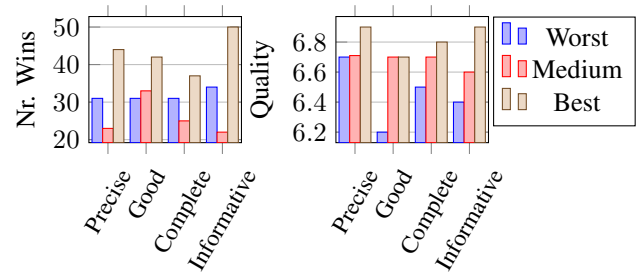 Nr. Wins
50
40
30
20
Precise
Good
Complete
Informative
Quality
6.8
6.6
6.4
6.2
Precise
Good
Complete
Informative
Worst
Medium
Best